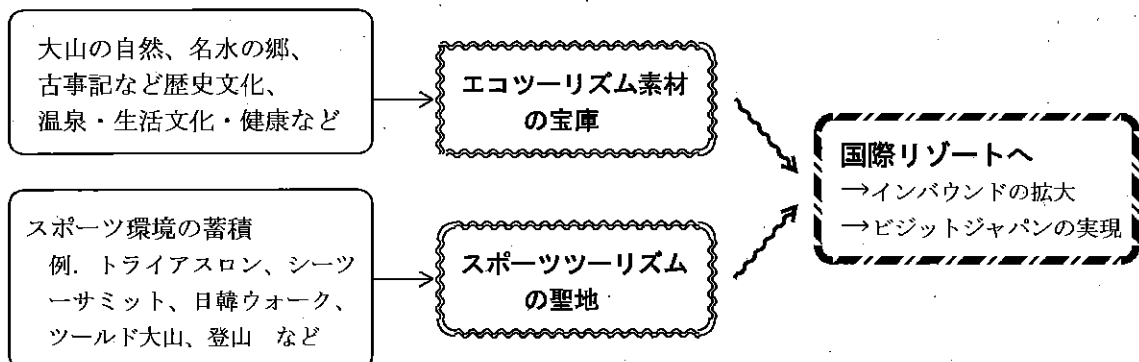 大山の自然、名水の郷、
古事記など歴史文化、
温泉・生活文化・健康など
エコツーリズム素材
の宝庫
スポーツ環境の蓄積
例．トライアスロン、シーツ
ーサミット、日韓ウォーク、
ツールド大山、登山　など
スポーツツーリズム
の聖地
国際リゾートへ
→インバウンドの拡大
→ビジットジャパンの実現